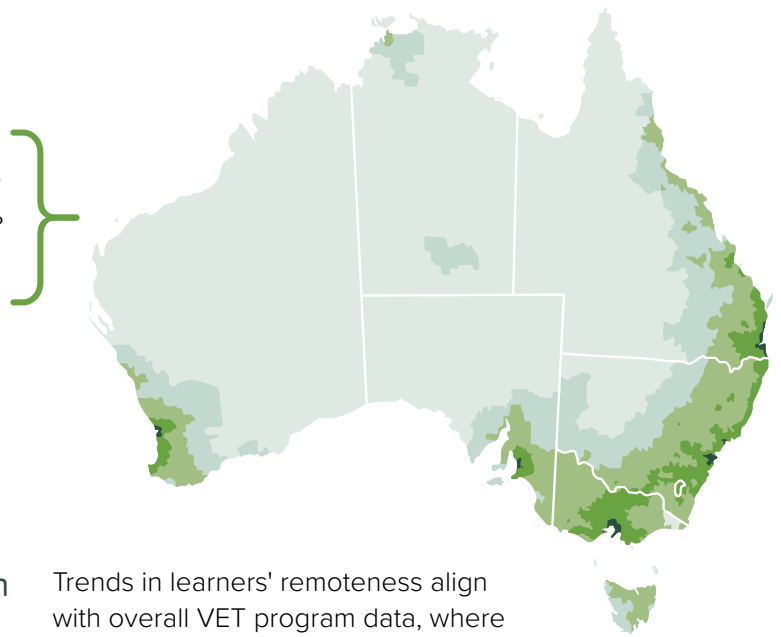 Trends in learners' remoteness align
with overall VET program data, where